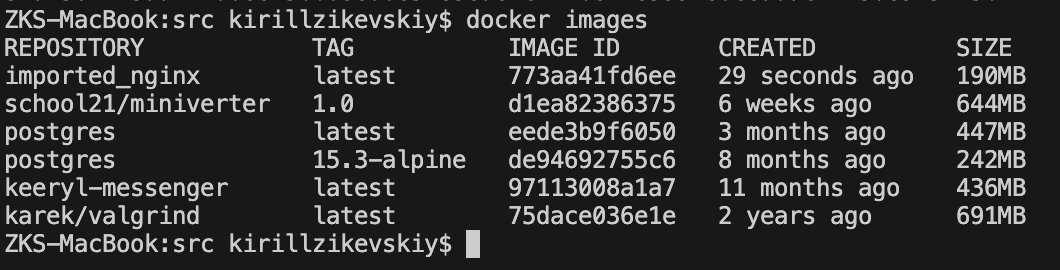 ZKS-MacBook:src kirillzikevskiy$ docker images
REPOSITORY TAG IMAGE ID CREATED SIZE
imported_nginx latest 773aa41fd6ee 29 seconds ago 190MB
school21/miniverter 1.0 d1ea82386375 6 weeks ago 644MB
postgres latest eede3b9f6050 3 months ago 447MB
postgres 15.3-alpine de94692755c6 8 months ago 242MB
keeryl-messenger latest 97113008a1a7 11 months ago 436MB
karek/valgrind latest 75dace036e1e 2 years ago 691MB
ZKS-MacBook:src kirillzikevskiy$